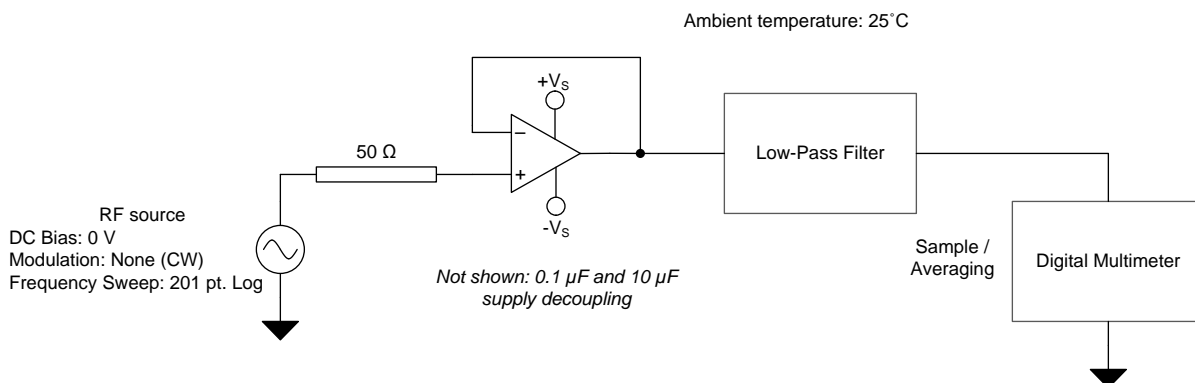 Ambient temperature: 25˚C
+VS
50 Ω
−
+
Low-Pass Filter
RF source
DC Bias: 0 V
Modulation: None (CW)
Frequency Sweep: 201 pt. Log
-VS
Not shown: 0.1 µF and 10 µF
supply decoupling
Sample /
Averaging
Digital Multimeter